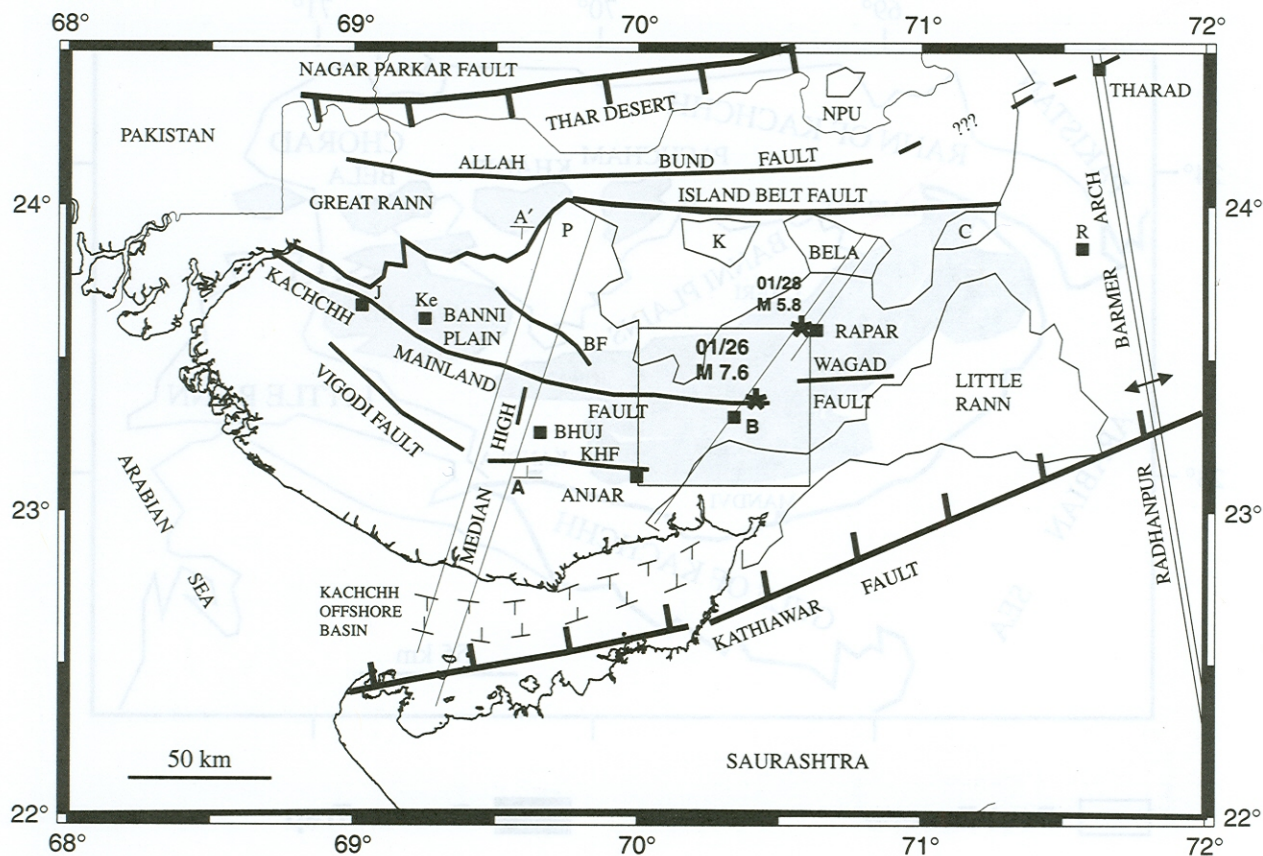 68°
69°
70°
71°
72°
NAGAR PARKAR FAULT
THARAD
NPU
THAR DESERT
PAKISTAN
???
ALLAH BUND FAULT
ISLAND BELT FAULT
24°
GREAT RANN
24°
A′
P
K
BELA
C
R
BARMER ARCH
01/28
M 5.8
KACHCHH
J
Ke
BANNI
PLAIN
RAPAR
BF
01/26
M 7.6
MAINLAND
WAGAD
VIGODI FAULT
LITTLE
RANN
FAULT
FAULT
HIGH
B
BHUJ
KHF
ARABIAN
A
ANJAR
23°
23°
MEDIAN
RADHANPUR
SEA
KACHCHH
OFFSHORE
BASIN
KATHIAWAR
FAULT
50 km
SAURASHTRA
22°
22°
68°
69°
70°
71°
72°